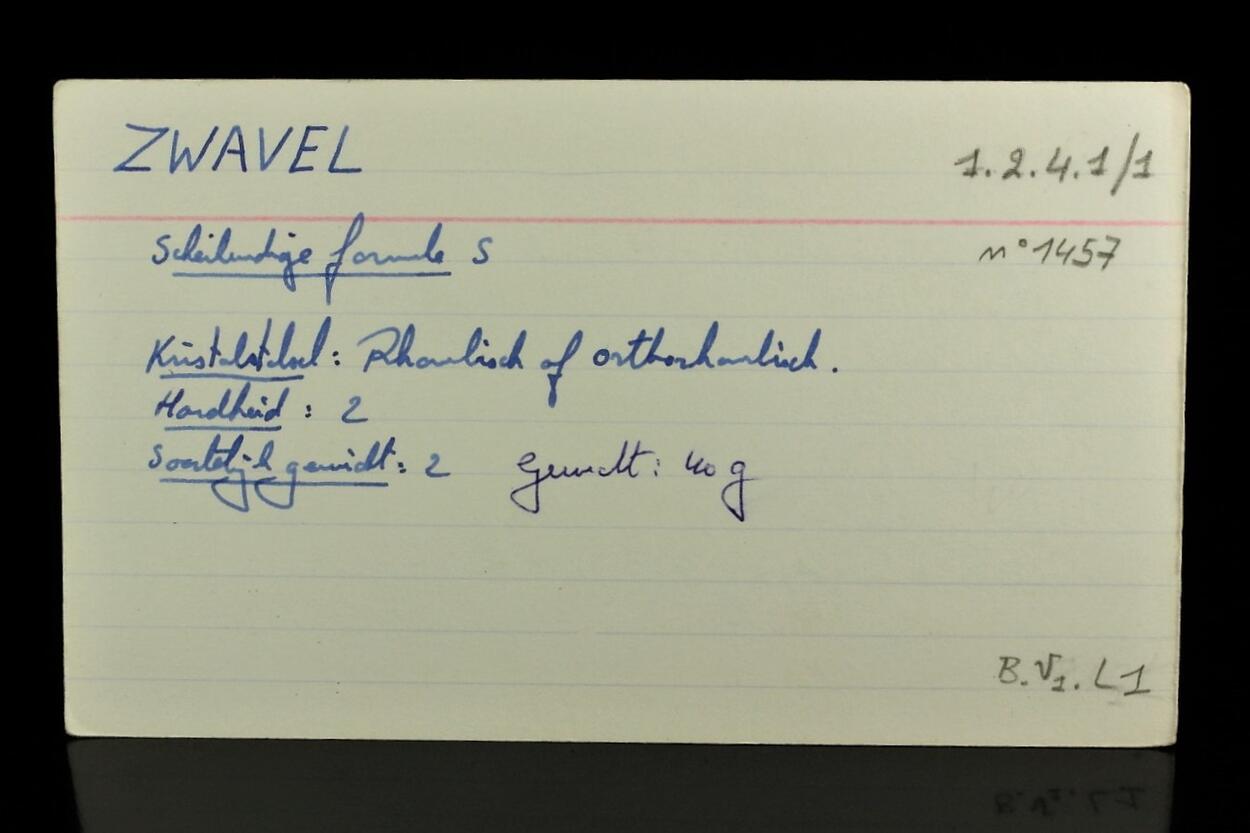 ZWAVEL
1.2.4.1/1
Scheikundige formule S
n° 1457
Kristalstelsel: Rhombisch of orthorhombisch.
Hardheid: 2
Soortelijk gewicht: 2 Gewicht: 40 g
B.V1. L1